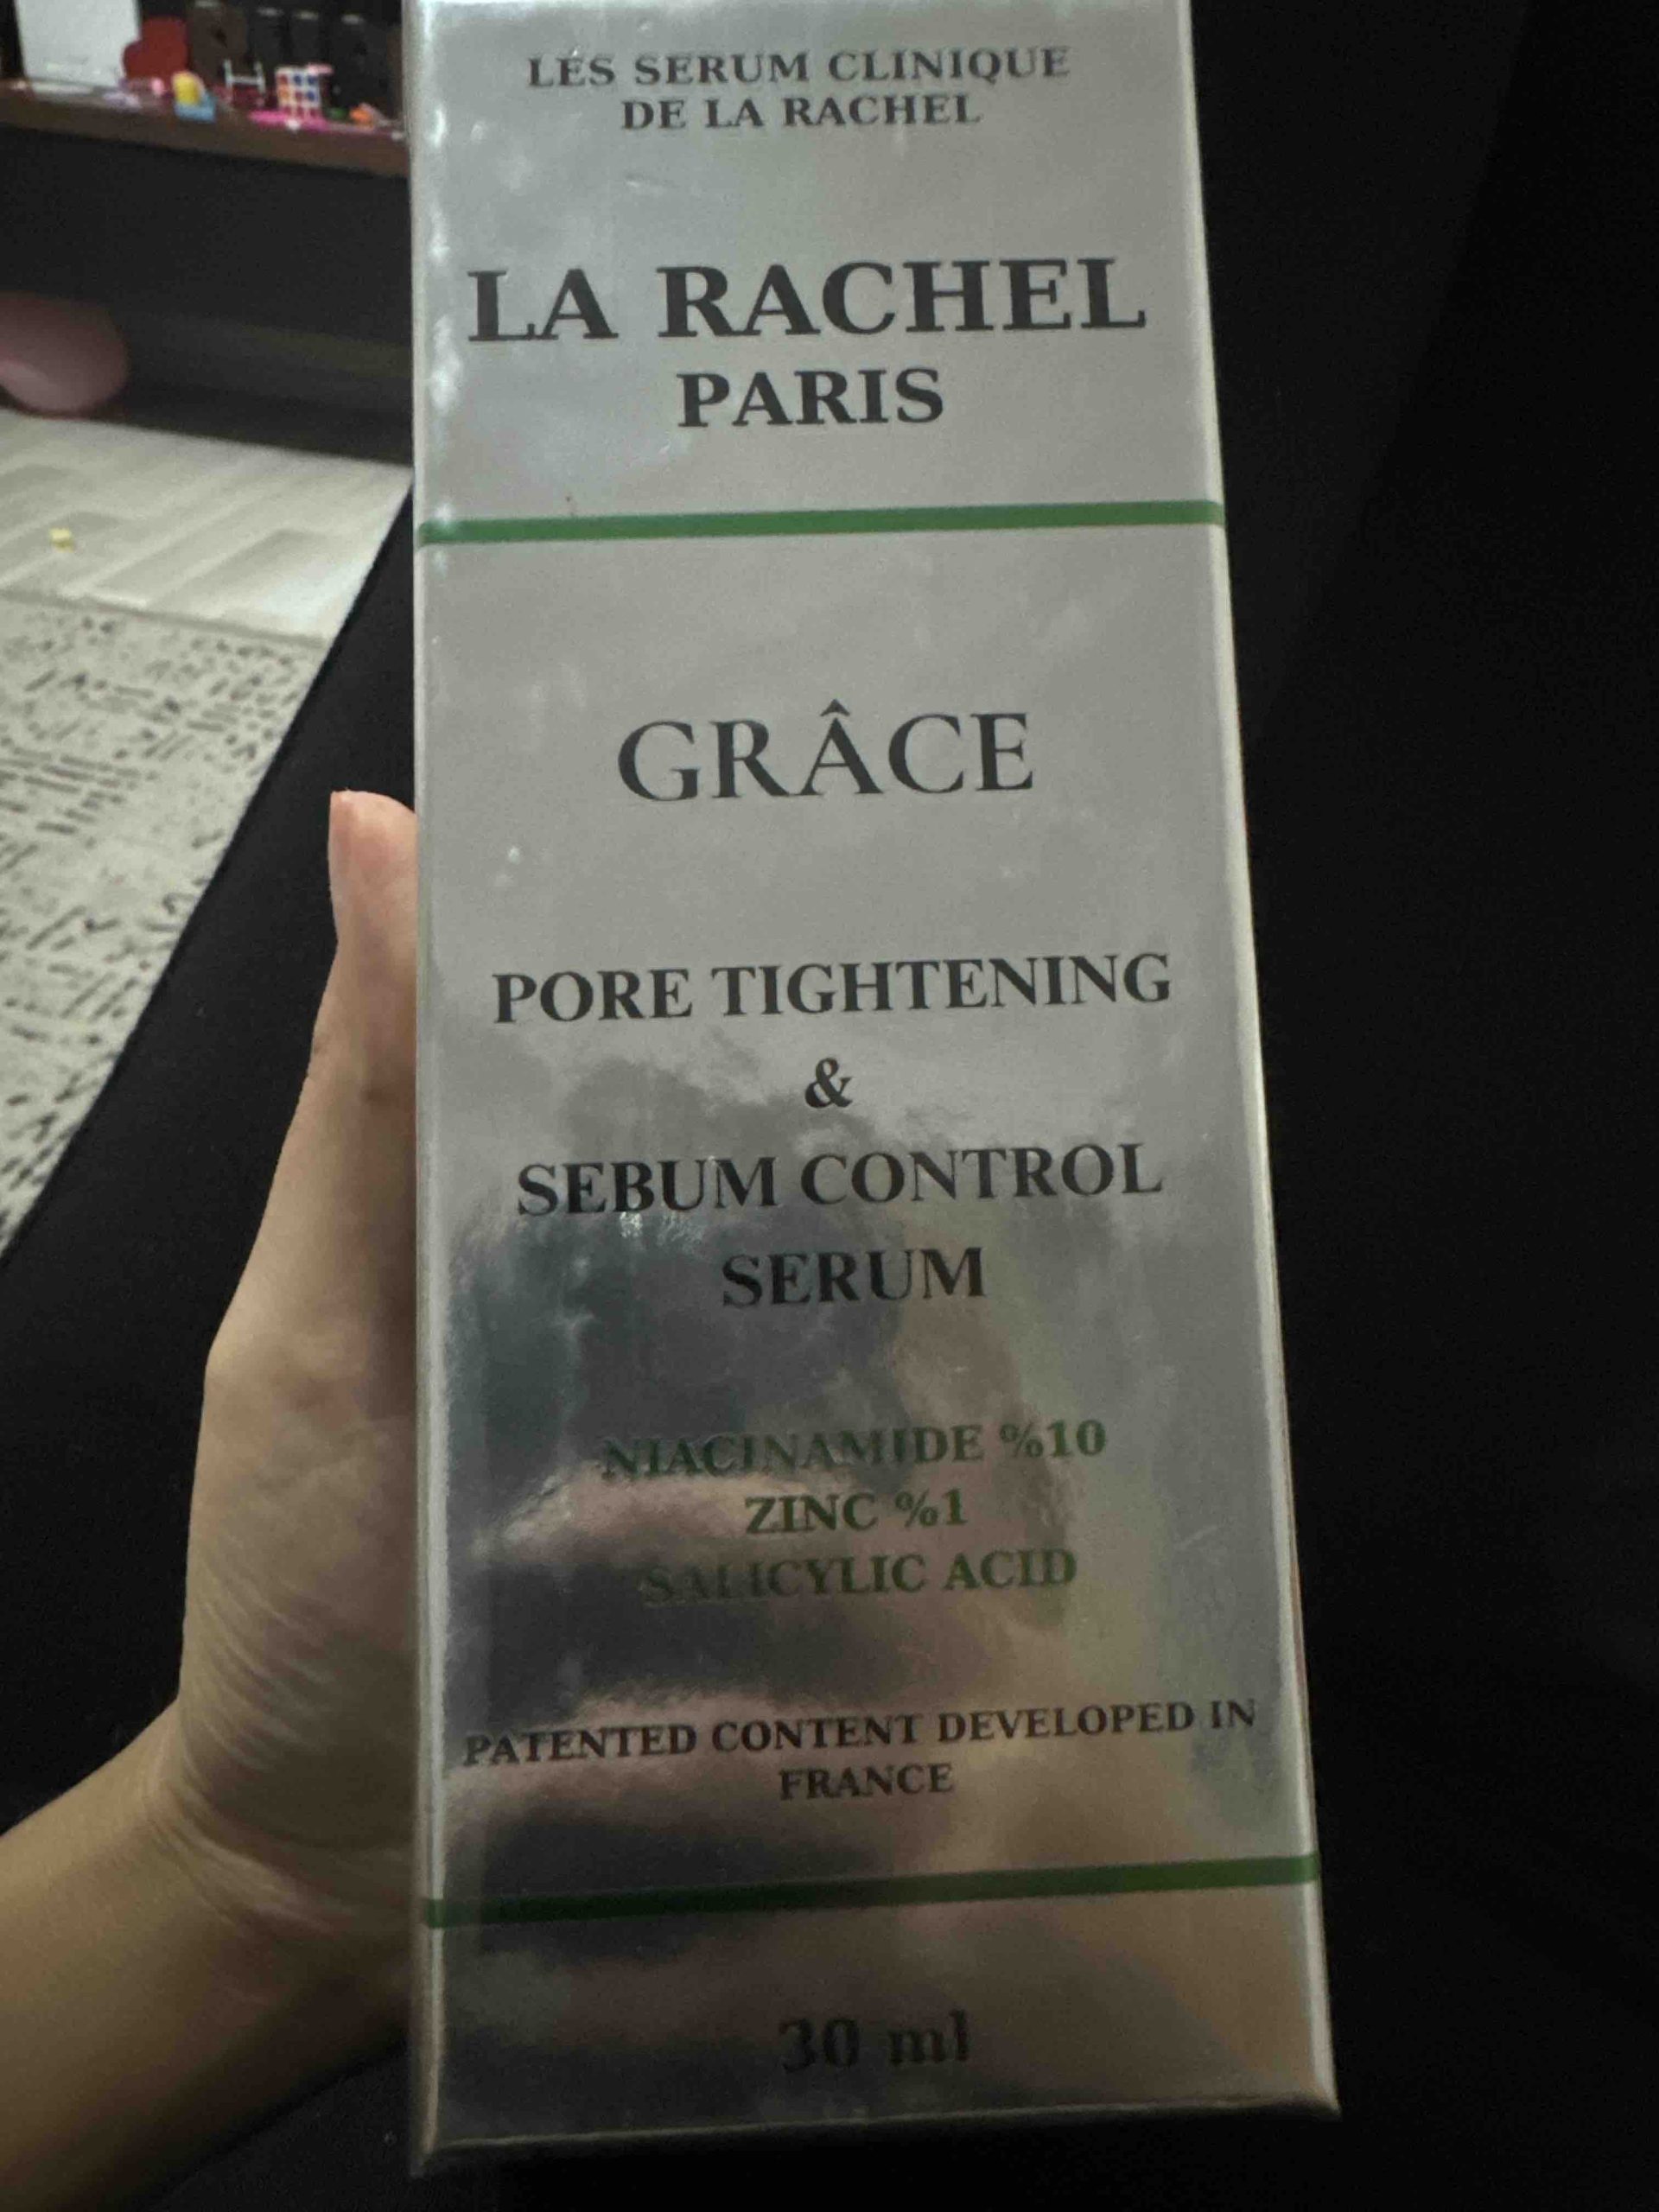 LÉS SERUM CLINIQUE
DE LA RACHEL
LA RACHEL
PARIS
GRÂCE
PORE TIGHTENING
&
SEBUM CONTROL
SERUM
NIACINAMIDE %10
ZINC %1
SALICYLIC ACID
PATENTED CONTENT DEVELOPED IN
FRANCE
30 ml